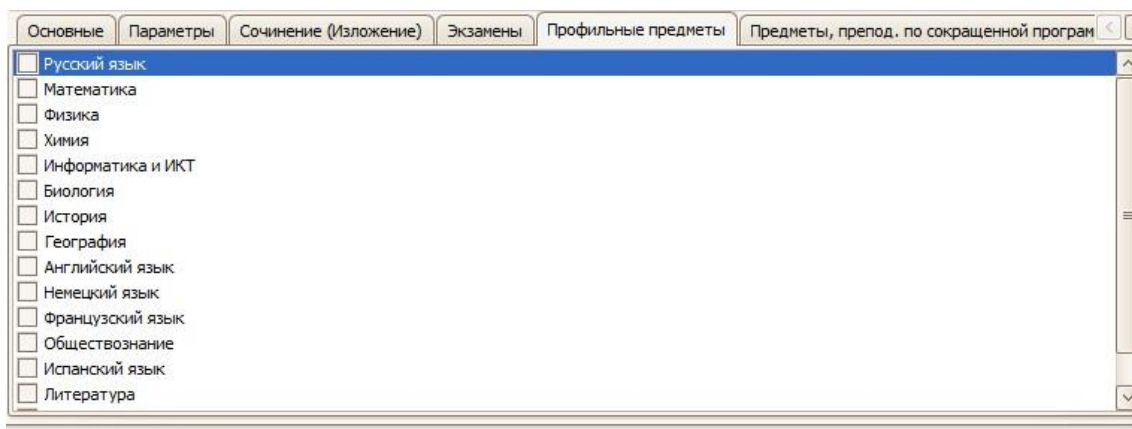 Основные Параметры Сочинение (Изложение) Экзамены Профильные предметы Предметы, препод. по сокращенной програм
Русский язык
Математика
Физика
Химия
Информатика и ИКТ
Биология
История
География
Английский язык
Немецкий язык
Французский язык
Обществознание
Испанский язык
Литература